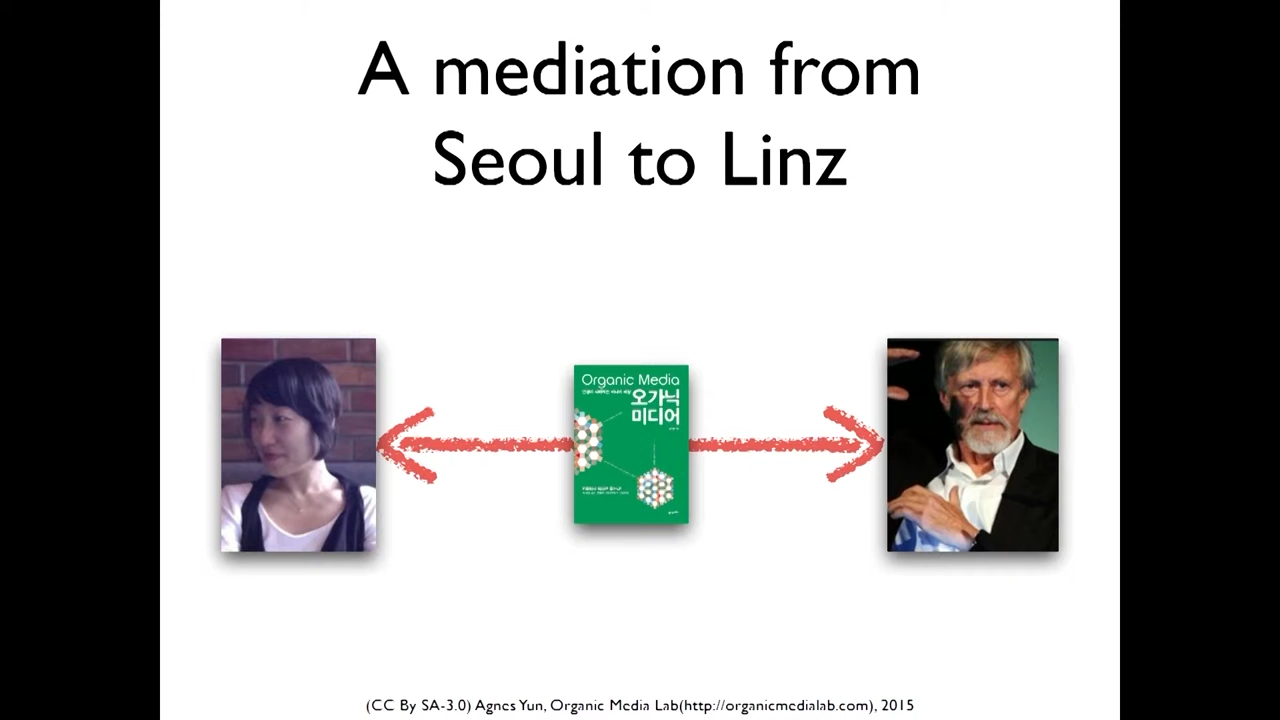 A mediation from
Seoul to Linz
Organic Media
오가닉
미디어
(CC By SA-3.0) Agnes Yun, Organic Media Lab(http://organicmedialab.com), 2015